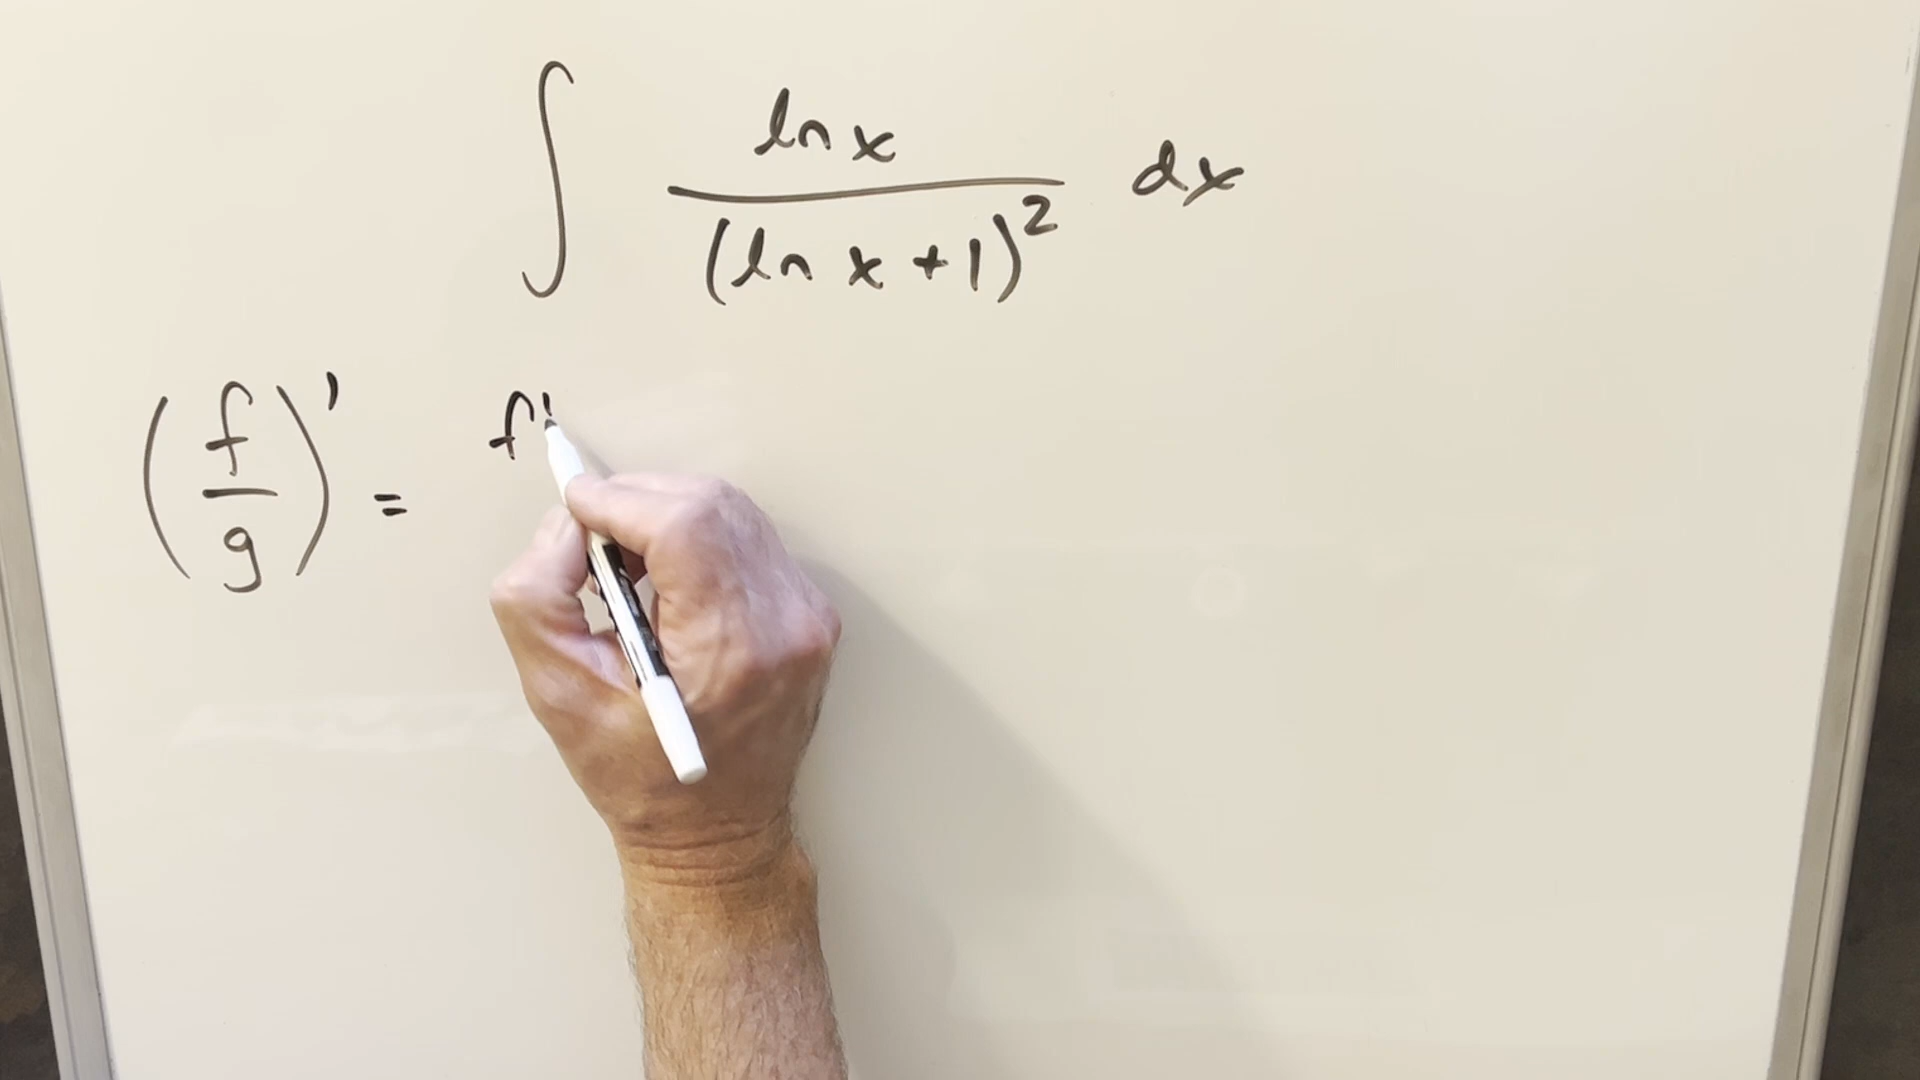 ∫ ln x / (ln x + 1)² dx
(f/g)' = f'